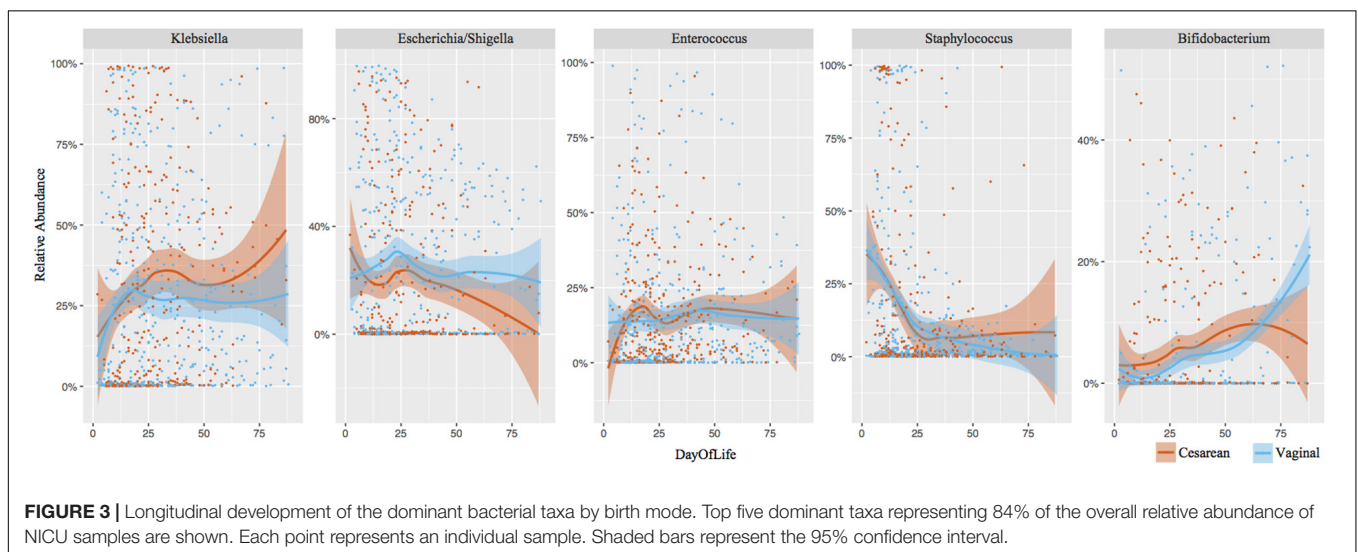 Klebsiella
Escherichia/Shigella
Enterococcus
Staphylococcus
Bifidobacterium
Relative Abundance
100%
75%
50%
25%
0%
80%
40%
0%
100%
75%
50%
25%
0%
100%
75%
50%
25%
0%
40%
20%
0%
0 25 50 75
0 25 50 75
0 25 50 75
0 25 50 75
0 25 50 75
DayOfLife
Cesarean Vaginal
FIGURE 3 | Longitudinal development of the dominant bacterial taxa by birth mode. Top five dominant taxa representing 84% of the overall relative abundance of
NICU samples are shown. Each point represents an individual sample. Shaded bars represent the 95% confidence interval.